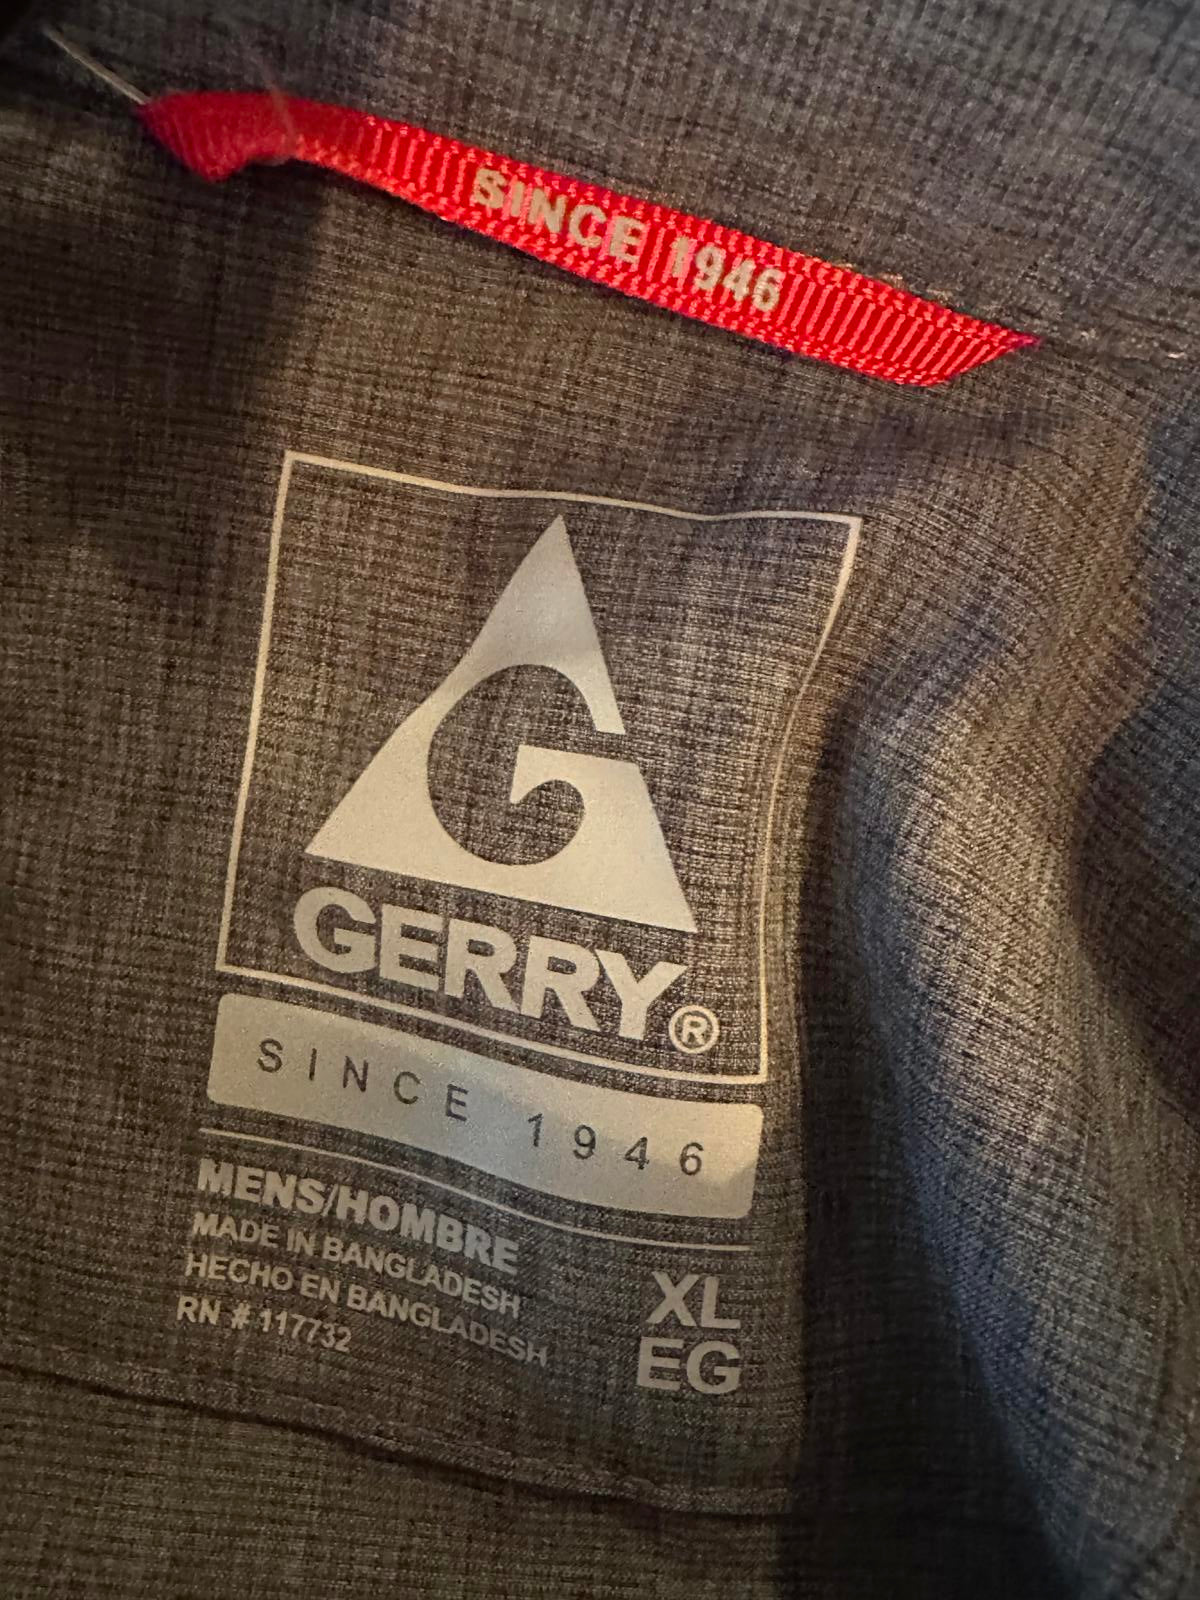 SINCE 1946
G
GERRY®
SINCE 1946
MENS/HOMBRE
MADE IN BANGLADESH
HECHO EN BANGLADESH
RN # 117732
XL
EG